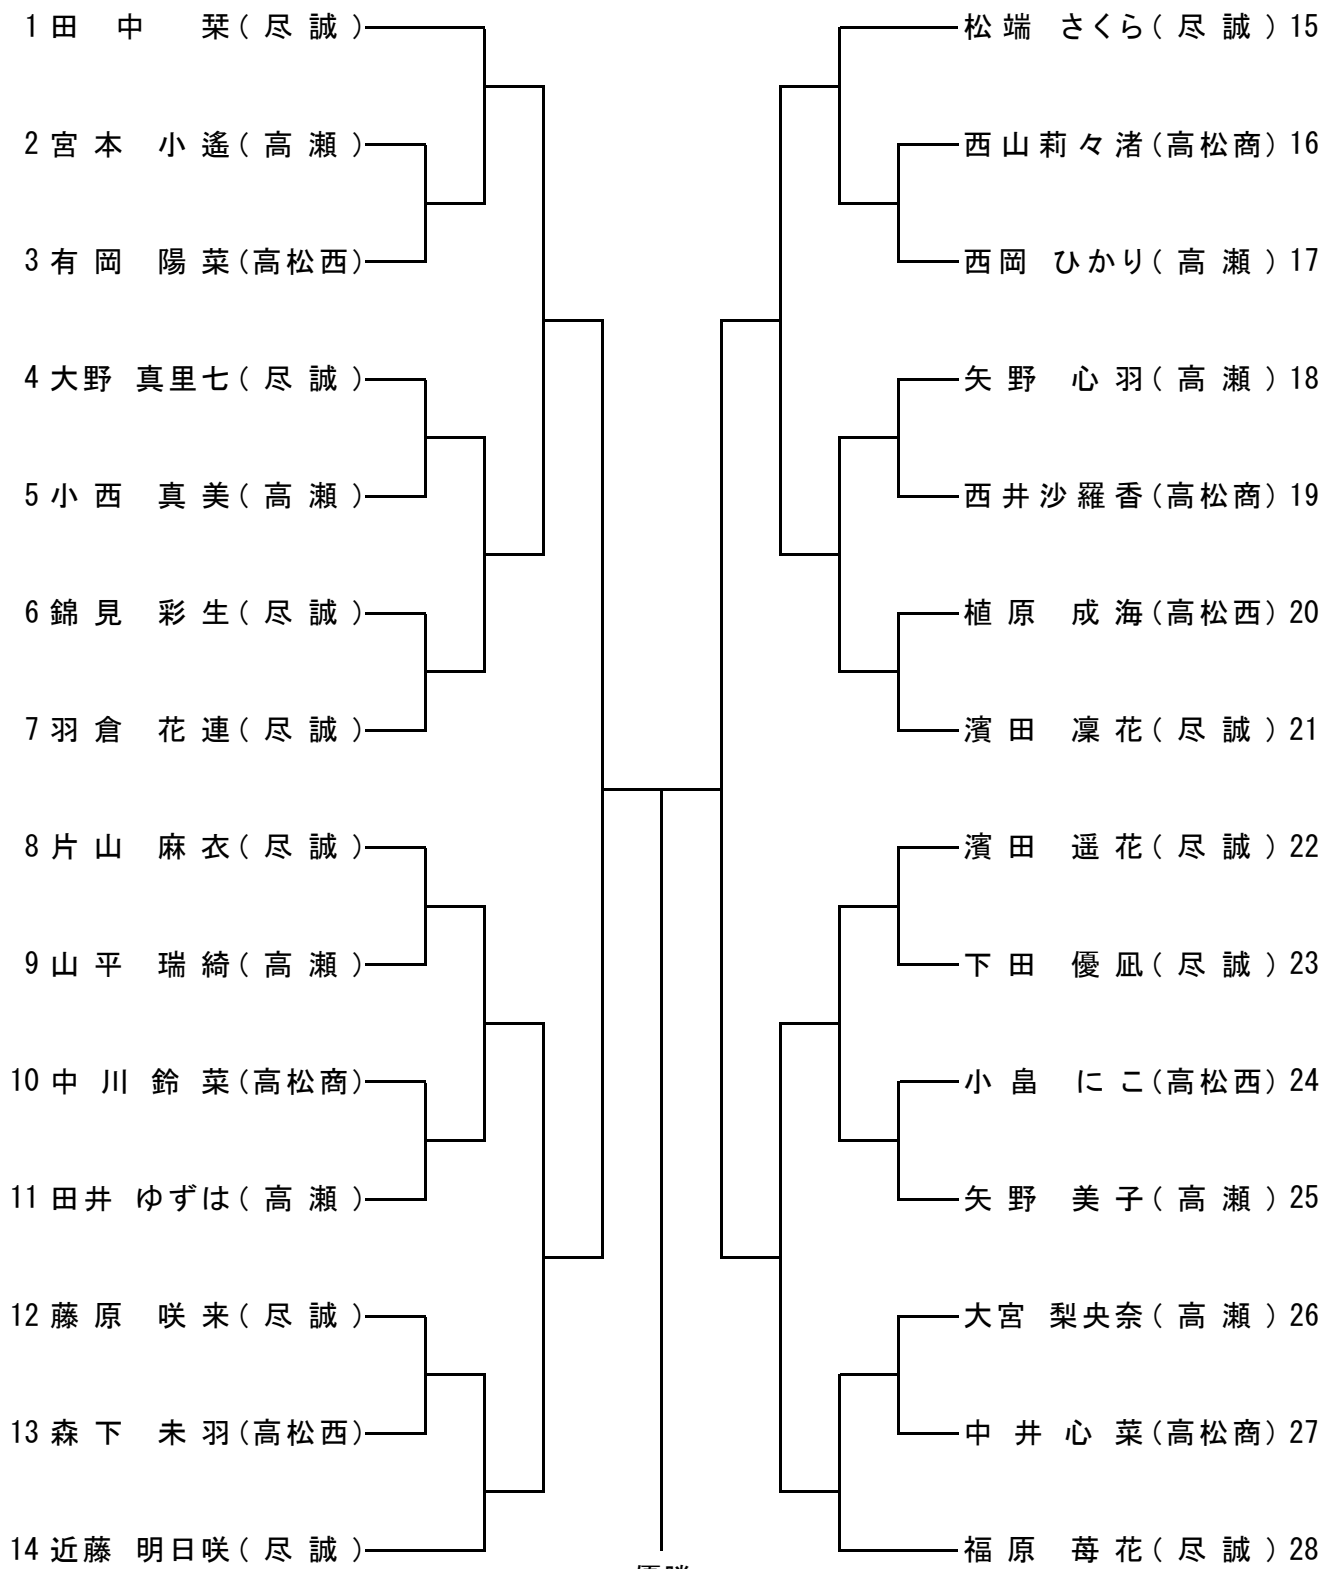 1 田中 栞(尽誠)
2 宮本 小遙(高瀬)
3 有岡 陽菜(高松西)
4 大野 真里七(尽誠)
5 小西 真美(高瀬)
6 錦見 彩生(尽誠)
7 羽倉 花連(尽誠)
8 片山 麻衣(尽誠)
9 山平 瑞綺(高瀬)
10 中川鈴菜(高松商)
11 田井 ゆずは(高瀬)
12 藤原 咲来(尽誠)
13 森下 未羽(高松西)
14 近藤 明日咲(尽誠)
松端 さくら(尽誠) 15
西山莉々渚(高松商) 16
西岡 ひかり(高瀬) 17
矢野 心羽(高瀬) 18
西井沙羅香(高松商) 19
植原 成海(高松西) 20
濱田 凜花(尽誠) 21
濱田 遥花(尽誠) 22
下田 優凪(尽誠) 23
小畠 にこ(高松西) 24
矢野 美子(高瀬) 25
大宮 梨央奈(高瀬) 26
中井心菜(高松商) 27
福原 苺花(尽誠) 28